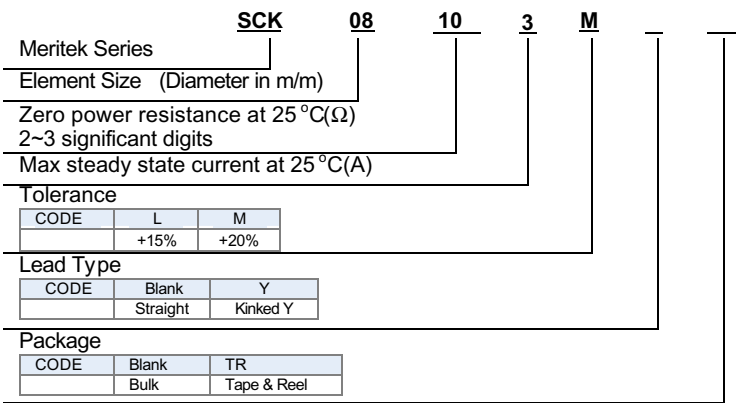 SCK 08 10 3 M _ _
Meritek Series
Element Size (Diameter in m/m)
Zero power resistance at 25 °C(Ω)
2~3 significant digits
Max steady state current at 25 °C(A)
Tolerance
CODE L M
+15% +20%
Lead Type
CODE Blank Y
Straight Kinked Y
Package
CODE Blank TR
Bulk Tape & Reel